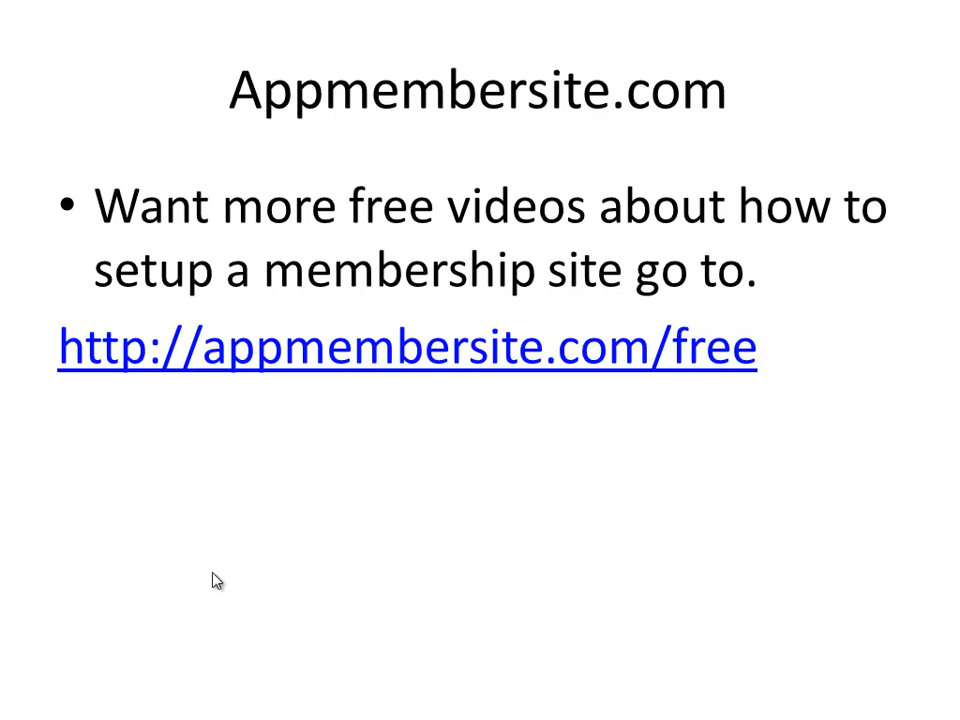 Appmembersite.com
• Want more free videos about how to
setup a membership site go to.
http://appmembersite.com/free